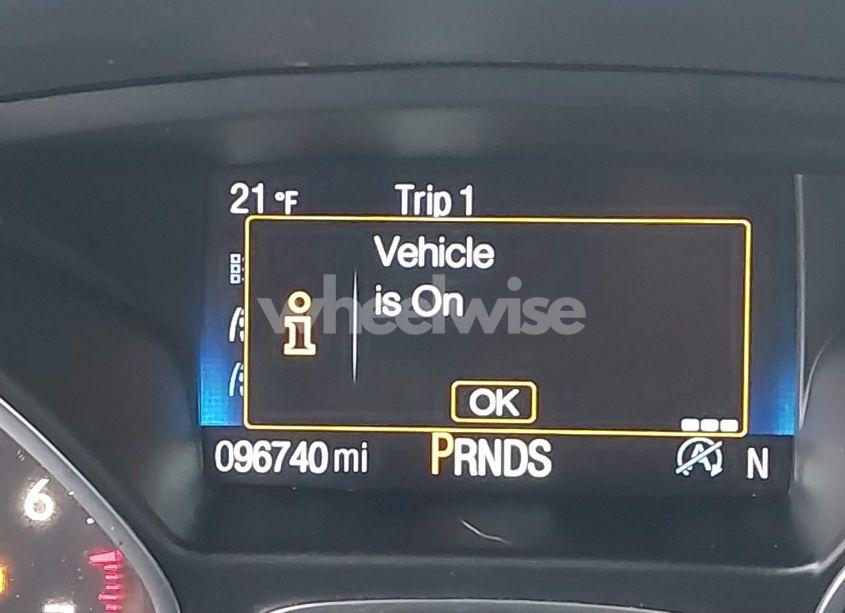 21 °F Trip 1
Vehicle
is On
wheelwise
OK
096740 mi PRNDS A N
6